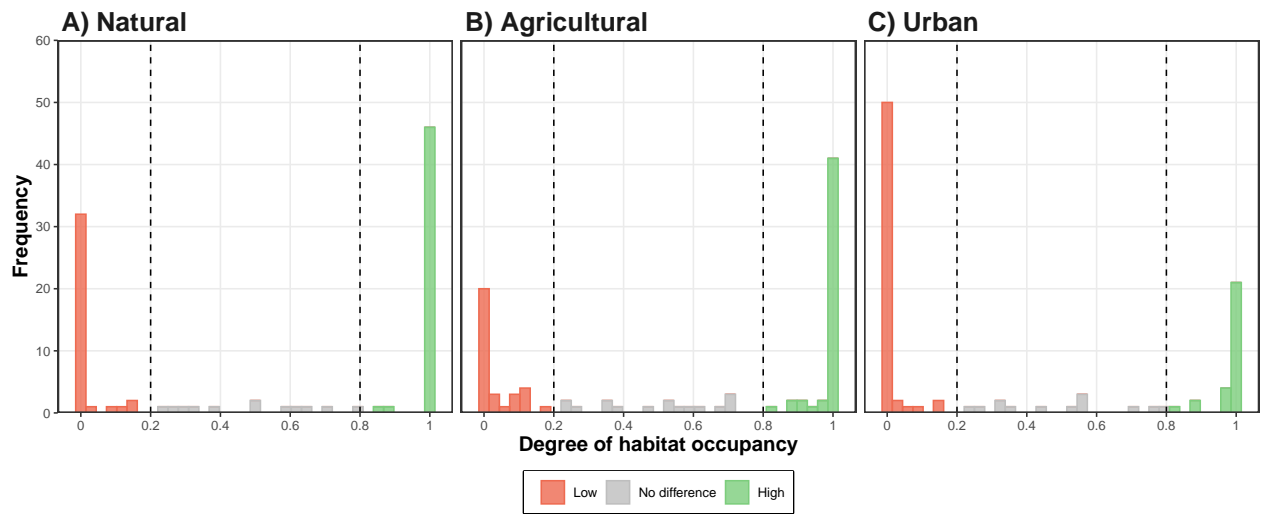 A) Natural
B) Agricultural
C) Urban
Frequency
60
50
40
30
20
10
0
0 0.2 0.4 0.6 0.8 1
0 0.2 0.4 0.6 0.8 1
0 0.2 0.4 0.6 0.8 1
Degree of habitat occupancy
Low No difference High